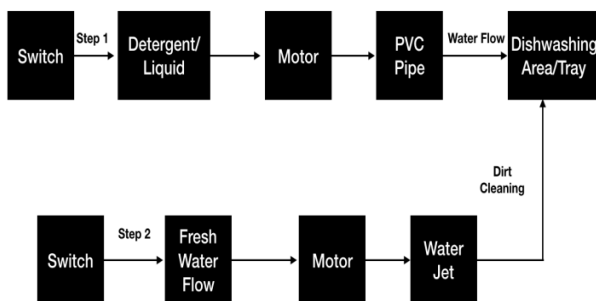 Switch
Step 1
Detergent/
Liquid
Motor
PVC
Pipe
Water Flow
Dishwashing
Area/Tray
Dirt
Cleaning
Switch
Step 2
Fresh
Water
Flow
Motor
Water
Jet